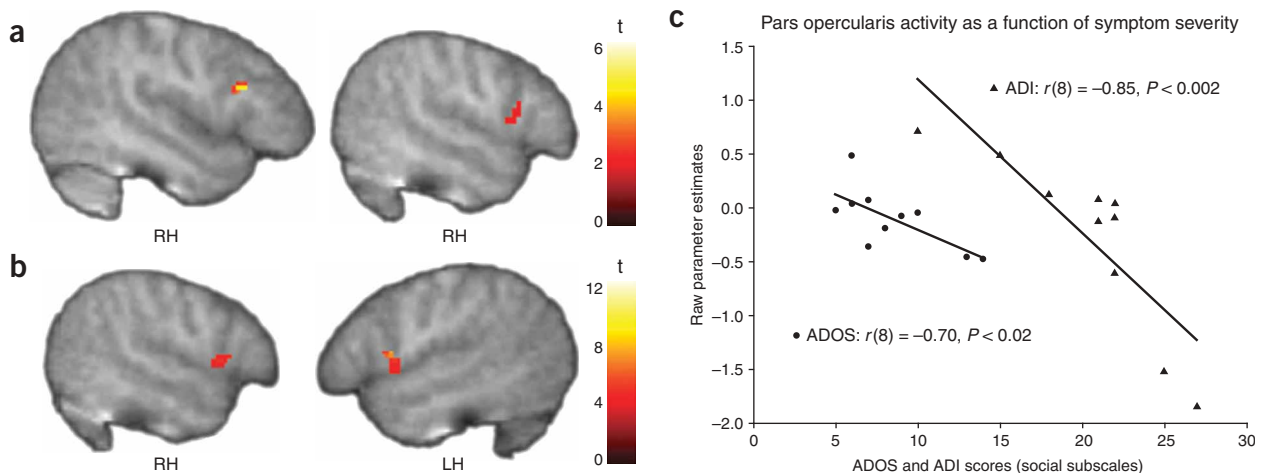 a
t
6
4
2
0
RH
RH
b
t
12
8
4
0
RH
LH
c
Pars opercularis activity as a function of symptom severity
Raw parameter estimates
1.5
1.0
0.5
0.0
–0.5
–1.0
–1.5
–2.0
ADI: r(8) = –0.85, P < 0.002
ADOS: r(8) = –0.70, P < 0.02
0
5
10
15
20
25
30
ADOS and ADI scores (social subscales)